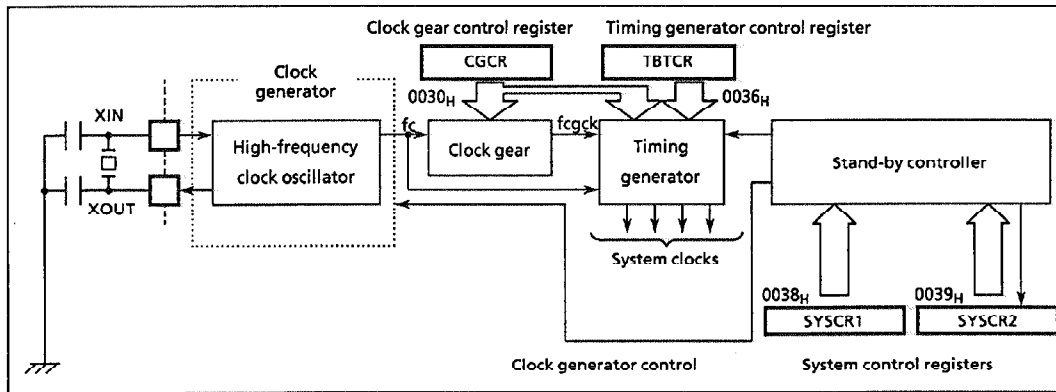 Clock gear control register
Timing generator control register
CGCR
TBTCR
Clock
generator
0030H
0036H
XIN
fc
fcgck
High-frequency
clock oscillator
Clock gear
Timing
generator
Stand-by controller
XOUT
System clocks
0038H
0039H
SYSCR1
SYSCR2
Clock generator control
System control registers